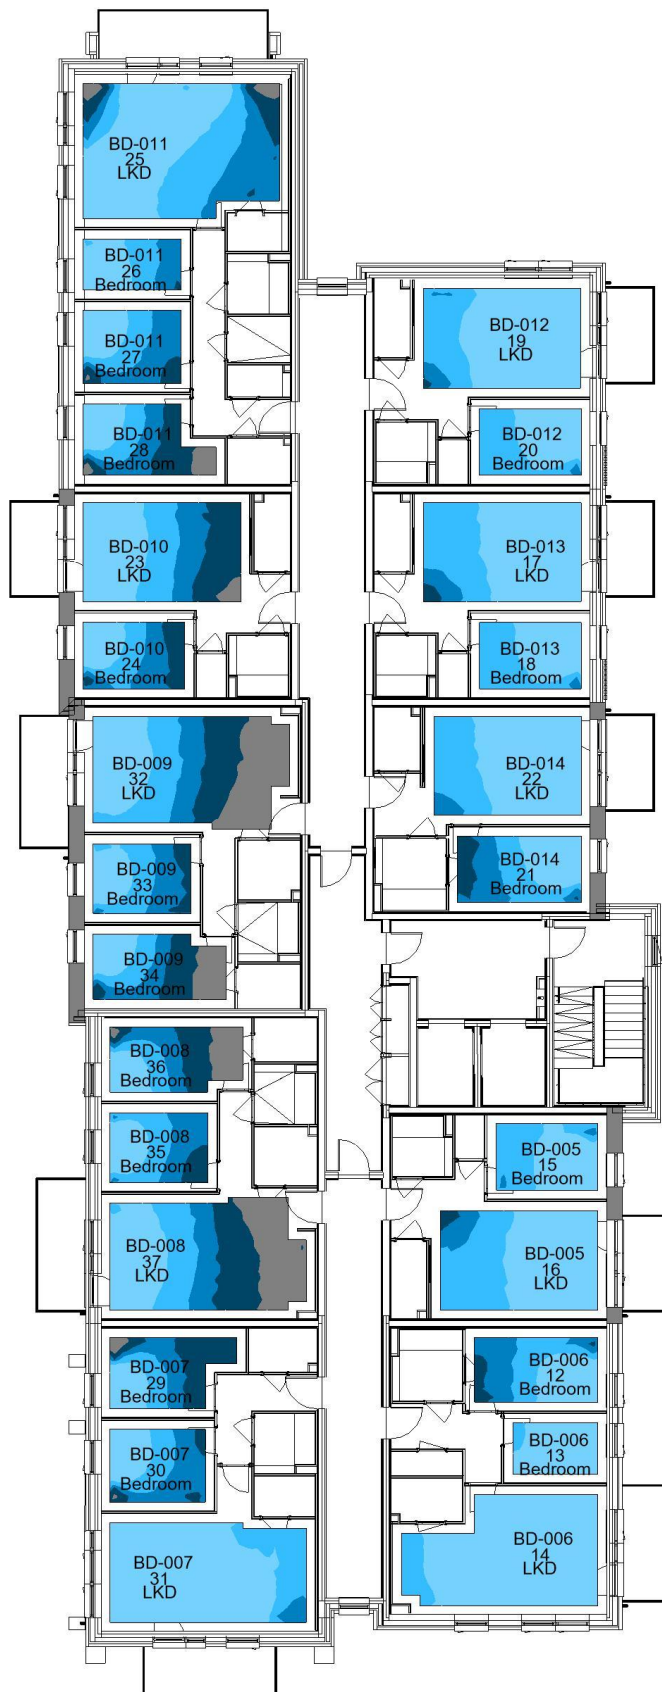 BD-011
25
LKD
BD-011
26
Bedroom
BD-011
27
Bedroom
BD-011
28
Bedroom
BD-012
19
LKD
BD-012
20
Bedroom
BD-010
23
LKD
BD-010
24
Bedroom
BD-013
17
LKD
BD-013
18
Bedroom
BD-009
32
LKD
BD-009
33
Bedroom
BD-009
34
Bedroom
BD-014
22
LKD
BD-014
21
Bedroom
BD-008
36
Bedroom
BD-008
35
Bedroom
BD-008
37
LKD
BD-005
15
Bedroom
BD-005
16
LKD
BD-007
29
Bedroom
BD-007
30
Bedroom
BD-007
31
LKD
BD-006
12
Bedroom
BD-006
13
Bedroom
BD-006
14
LKD